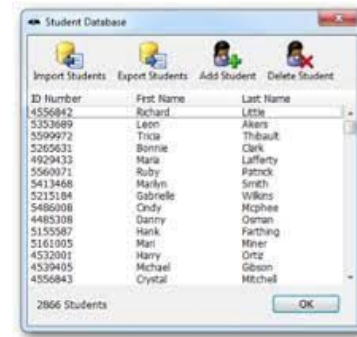 Student Database
Import Students Export Students Add Student Delete Student
ID Number First Name Last Name
4556842 Richard Little
5353689 Leon Akers
5599972 Tricia Thibault
5265631 Bonnie Clark
4929433 Maria Lafferty
5560071 Ruby Patrick
5413468 Marilyn Smith
5215184 Gabrielle Wilkins
5486008 Cindy Mcphee
4485308 Danny Osman
5155587 Hank Farthing
5161005 Mari Miner
4532001 Harry Ortiz
4539405 Michael Gibson
4556843 Crystal Mitchell
2866 Students OK